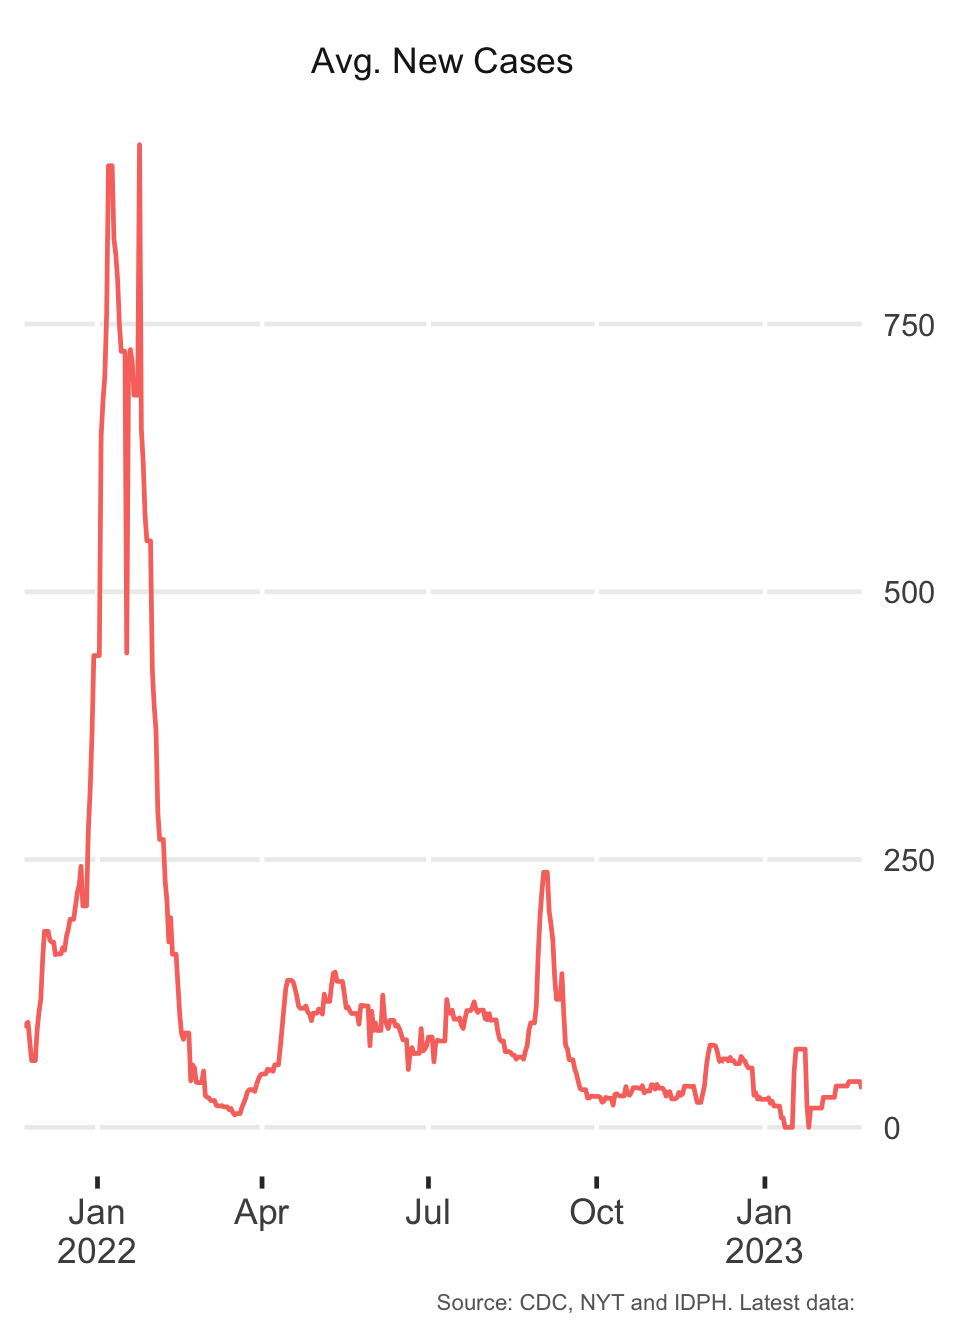 Avg. New Cases
750
500
250
0
Jan Apr Jul Oct Jan
2022 2023
Source: CDC, NYT and IDPH. Latest data: